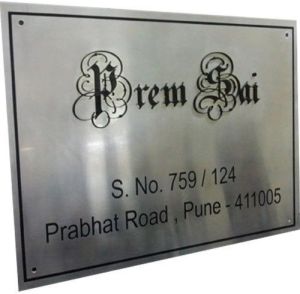 Prem Sai
S. No. 759 / 124
Prabhat Road , Pune - 411005